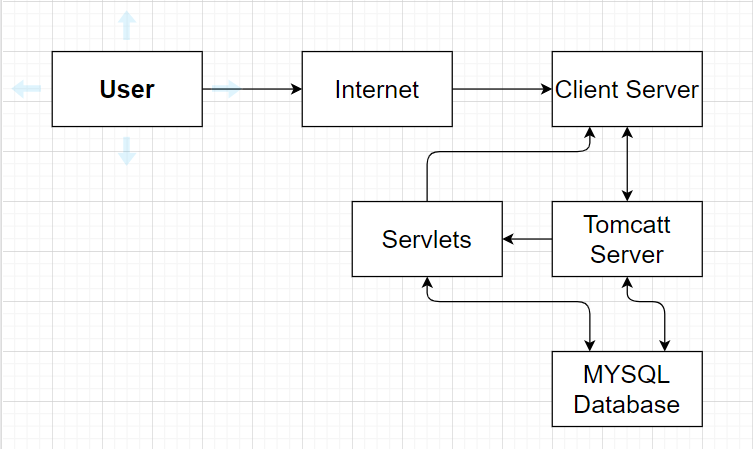 User
Internet
Client Server
Servlets
Tomcatt
Server
MYSQL
Database